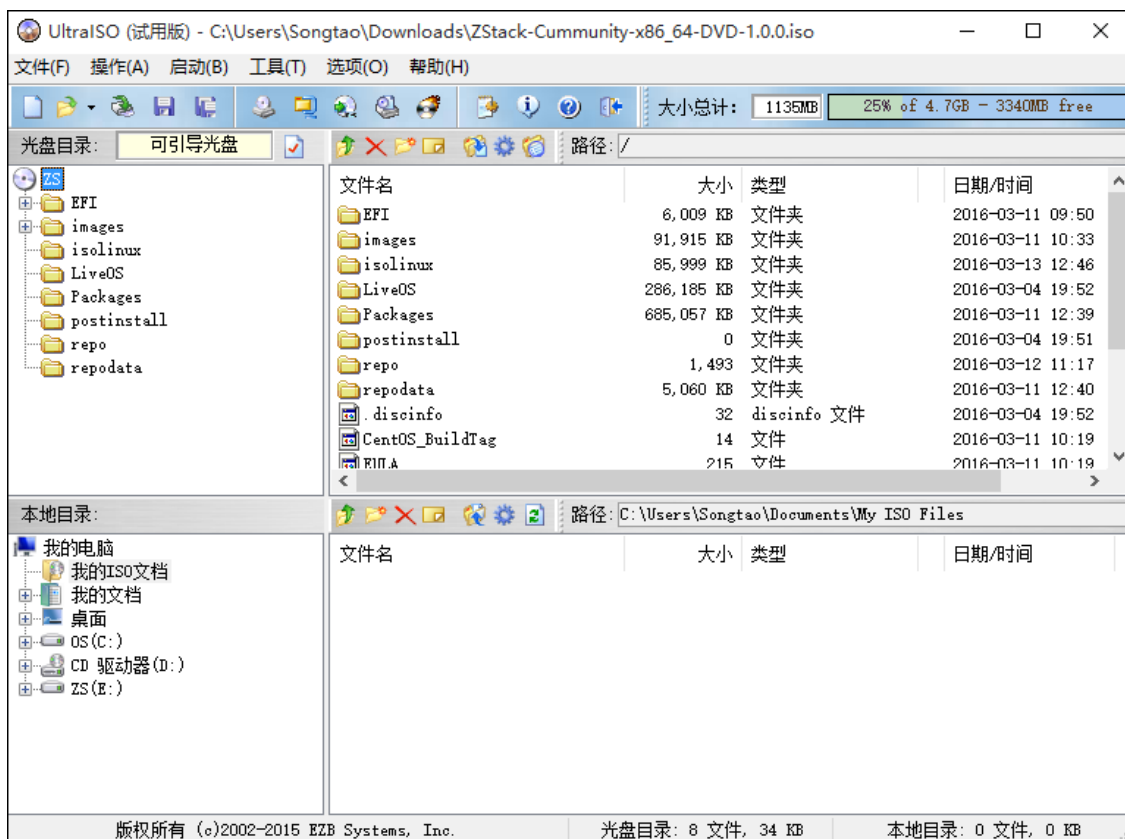 UltraISO (试用版) - C:\Users\Songtao\Downloads\ZStack-Cummunity-x86_64-DVD-1.0.0.iso
文件(F) 操作(A) 启动(B) 工具(T) 选项(O) 帮助(H)
大小总计: 1135MB 25% of 4.7GB - 3340MB free
光盘目录: 可引导光盘 路径: /
ZS
EFI
images
isolinux
LiveOS
Packages
postinstall
repo
repodata
文件名 大小 类型 日期/时间
EFI 6,009 KB 文件夹 2016-03-11 09:50
images 91,915 KB 文件夹 2016-03-11 10:33
isolinux 85,999 KB 文件夹 2016-03-13 12:46
LiveOS 286,185 KB 文件夹 2016-03-04 19:52
Packages 685,057 KB 文件夹 2016-03-11 12:39
postinstall 0 文件夹 2016-03-04 19:51
repo 1,493 文件夹 2016-03-12 11:17
repodata 5,060 KB 文件夹 2016-03-11 12:40
.discinfo 32 discinfo 文件 2016-03-04 19:52
CentOS_BuildTag 14 文件 2016-03-11 10:19
EULA 215 文件 2016-03-11 10:19
本地目录: 路径: C:\Users\Songtao\Documents\My ISO Files
我的电脑
我的ISO文档
我的文档
桌面
OS(C:)
CD 驱动器(D:)
ZS(E:)
文件名 大小 类型 日期/时间
版权所有 (c)2002-2015 EZB Systems, Inc. 光盘目录: 8 文件, 34 KB 本地目录: 0 文件, 0 KB